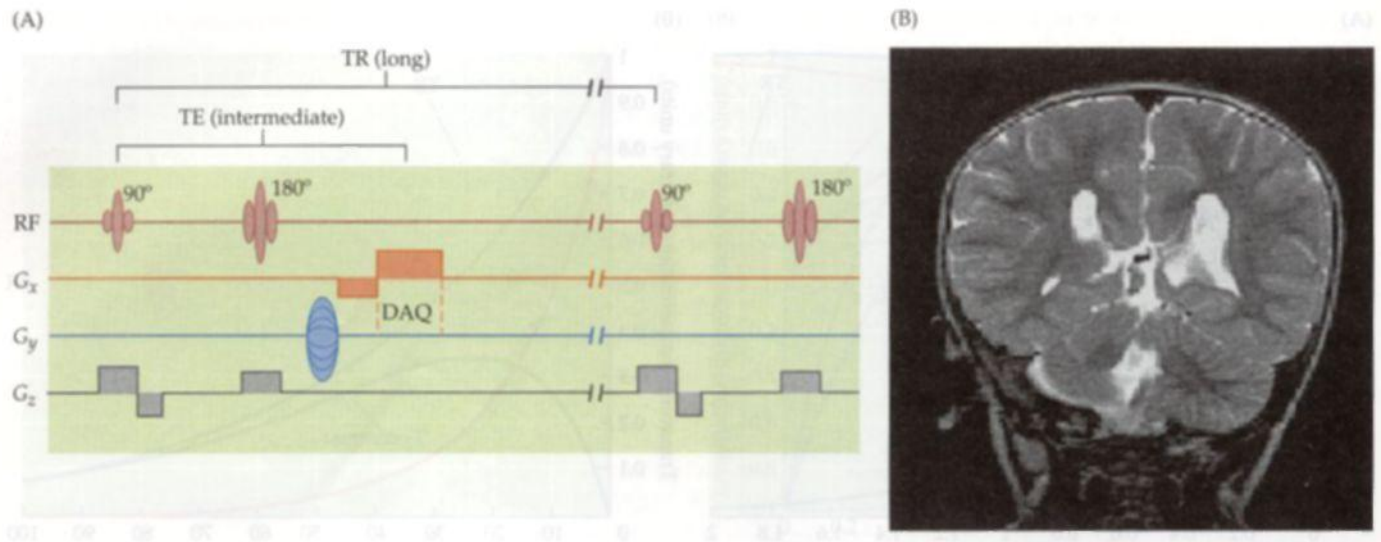 (A)
TR (long)
TE (intermediate)
90° 180° 90° 180°
RF
Gx
DAQ
Gy
Gz
(B)